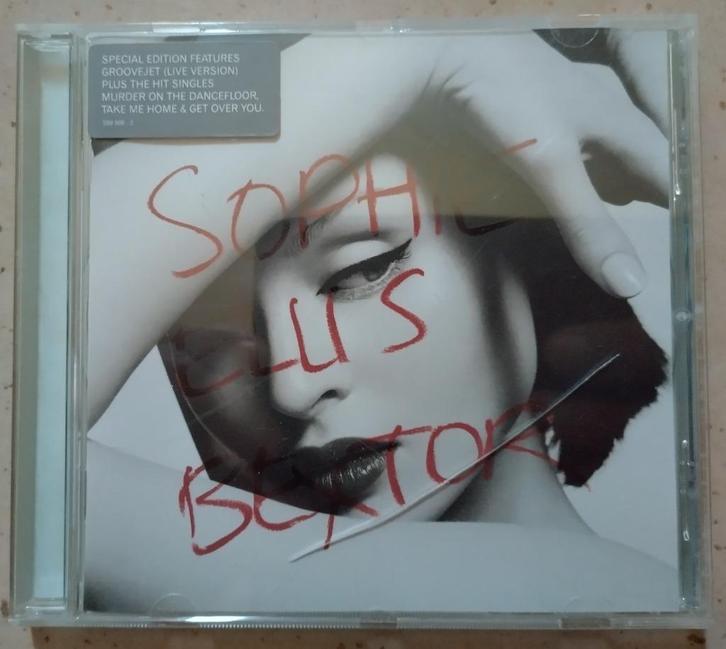 SPECIAL EDITION FEATURES
GROOVEJET (LIVE VERSION)
PLUS THE HIT SINGLES
MURDER ON THE DANCEFLOOR,
TAKE ME HOME & GET OVER YOU.
SOPHIE
ELLIS
BEXTOR